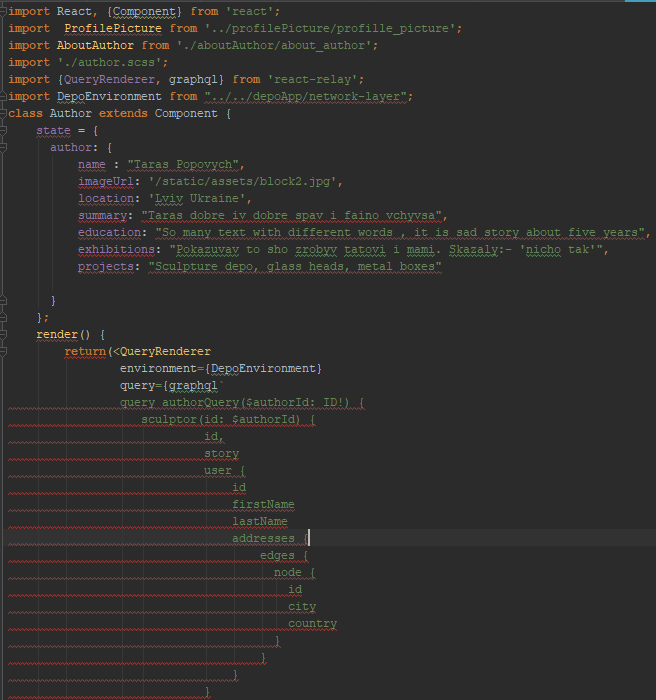 import React, {Component} from 'react';
import  ProfilePicture from '../profilePicture/profille_picture';
import AboutAuthor from './aboutAuthor/about_author';
import './author.scss';
import {QueryRenderer, graphql} from 'react-relay';
import DepoEnvironment from "../../depoApp/network-layer";
class Author extends Component {
    state = {
      author: {
          name : "Taras Popovych",
          imageUrl: '/static/assets/block2.jpg',
          location: 'Lviv Ukraine',
          summary: "Taras dobre iv dobre spav i faino vchyvsa",
          education: "So many text with different words , it is sad story about five years",
          exhibitions: "Pokazuvav to sho zrobyv tatovi i mami. Skazaly:- 'nicho tak'",
          projects: "Sculpture depo, glass heads, metal boxes"
      }
    };
    render() {
        return(<QueryRenderer
                environment={DepoEnvironment}
                query={graphql`
                query authorQuery($authorId: ID!) {
                   sculptor(id: $authorId) {
                            id,
                            story
                            user {
                                id
                                firstName
                                lastName
                                addresses {
                                    edges {
                                      node {
                                        id
                                        city
                                        country
                                      }
                                    }
                                }
                            }